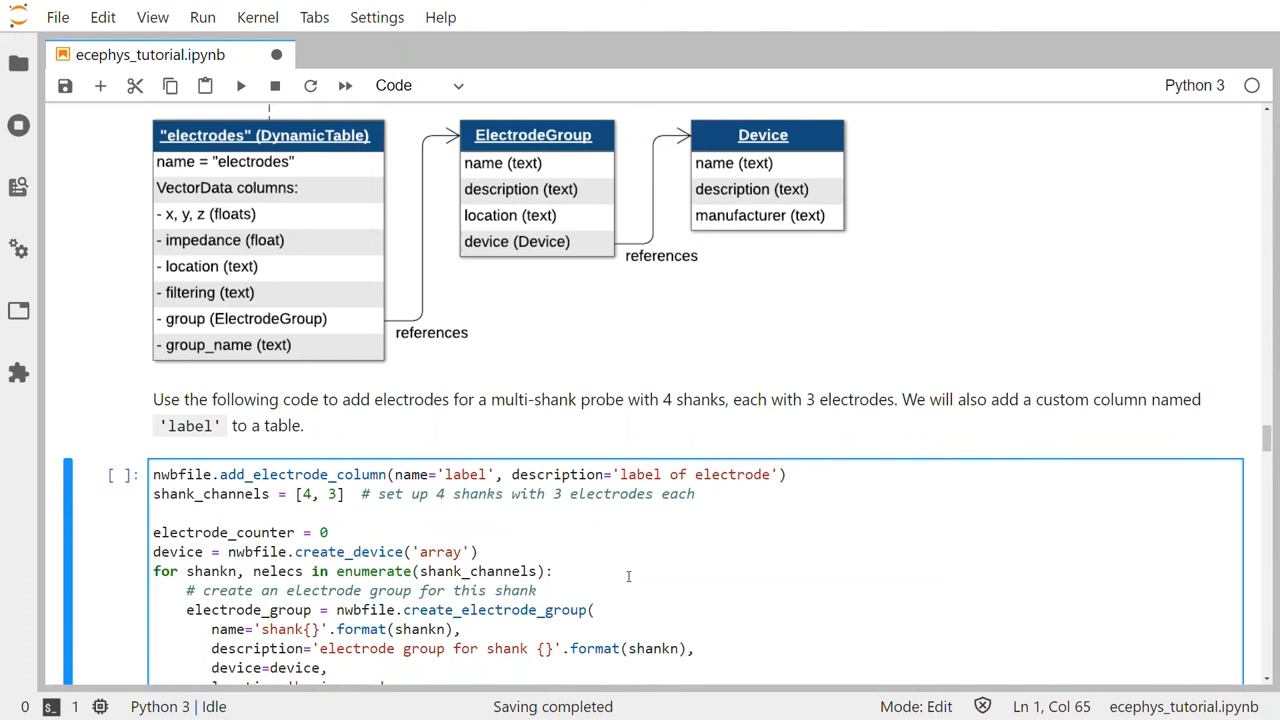 File Edit View Run Kernel Tabs Settings Help
ecephys_tutorial.ipynb
Code
Python 3
"electrodes" (DynamicTable)
name = "electrodes"
VectorData columns:
- x, y, z (floats)
- impedance (float)
- location (text)
- filtering (text)
- group (ElectrodeGroup)
- group_name (text)
references
ElectrodeGroup
name (text)
description (text)
location (text)
device (Device)
references
Device
name (text)
description (text)
manufacturer (text)
Use the following code to add electrodes for a multi-shank probe with 4 shanks, each with 3 electrodes. We will also add a custom column named
'label' to a table.
[ ]:
nwbfile.add_electrode_column(name='label', description='label of electrode')
shank_channels = [4, 3]  # set up 4 shanks with 3 electrodes each
electrode_counter = 0
device = nwbfile.create_device('array')
for shankn, nelecs in enumerate(shank_channels):
    # create an electrode group for this shank
    electrode_group = nwbfile.create_electrode_group(
       name='shank{}'.format(shankn),
       description='electrode group for shank {}'.format(shankn),
       device=device,
0 $_ 1 Python 3 | Idle Saving completed Mode: Edit Ln 1, Col 65 ecephys_tutorial.ipynb